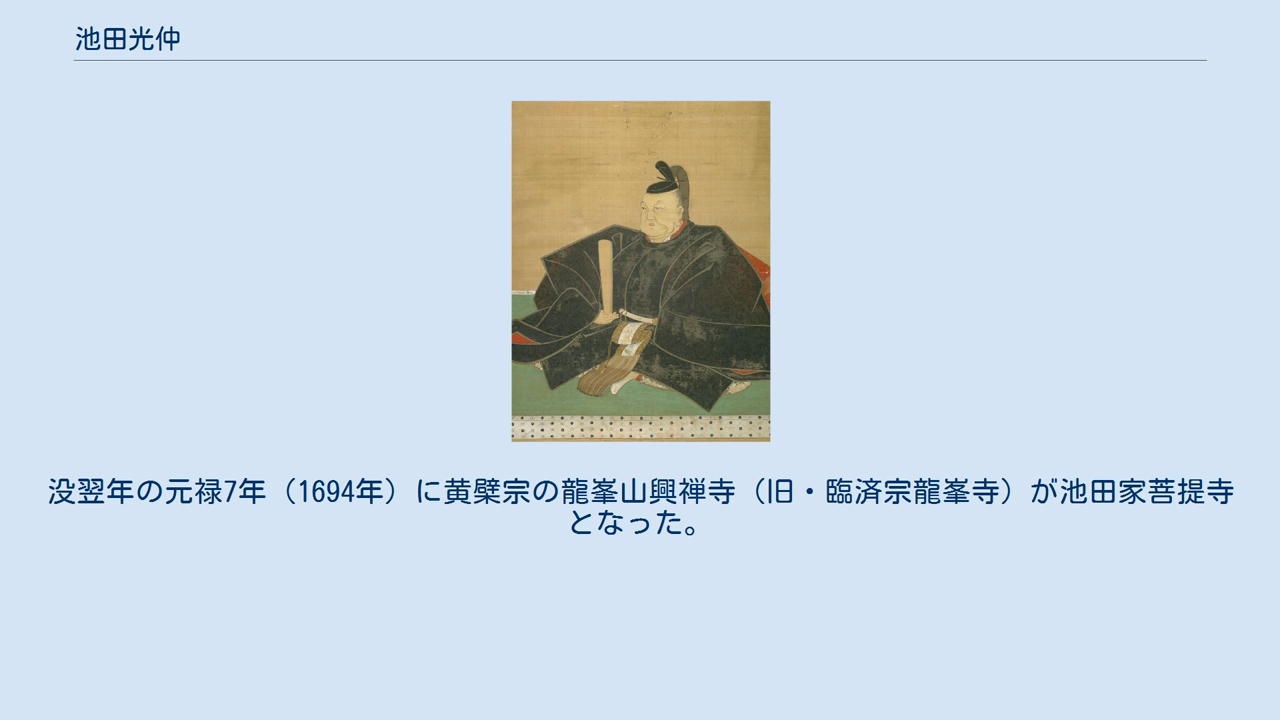 池田光仲
没翌年の元禄7年（1694年）に黄檗宗の龍峯山興禅寺（旧・臨済宗龍峯寺）が池田家菩提寺
となった。